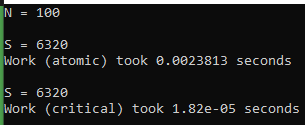 N = 100
S = 6320
Work (atomic) took 0.0023813 seconds
S = 6320
Work (critical) took 1.82e-05 seconds